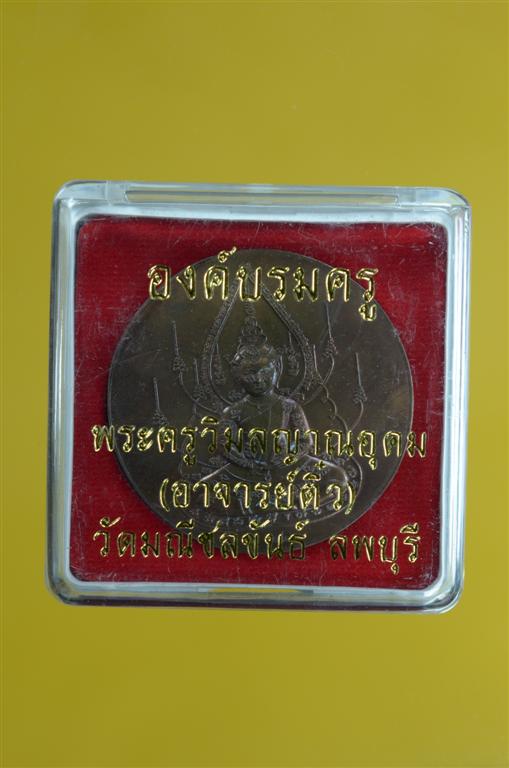 องค์บรมครู
พระครูวิมลญาณอุดม
(อาจารย์ติ๋ว)
วัดมณีชลขันธ์ ลพบุรี